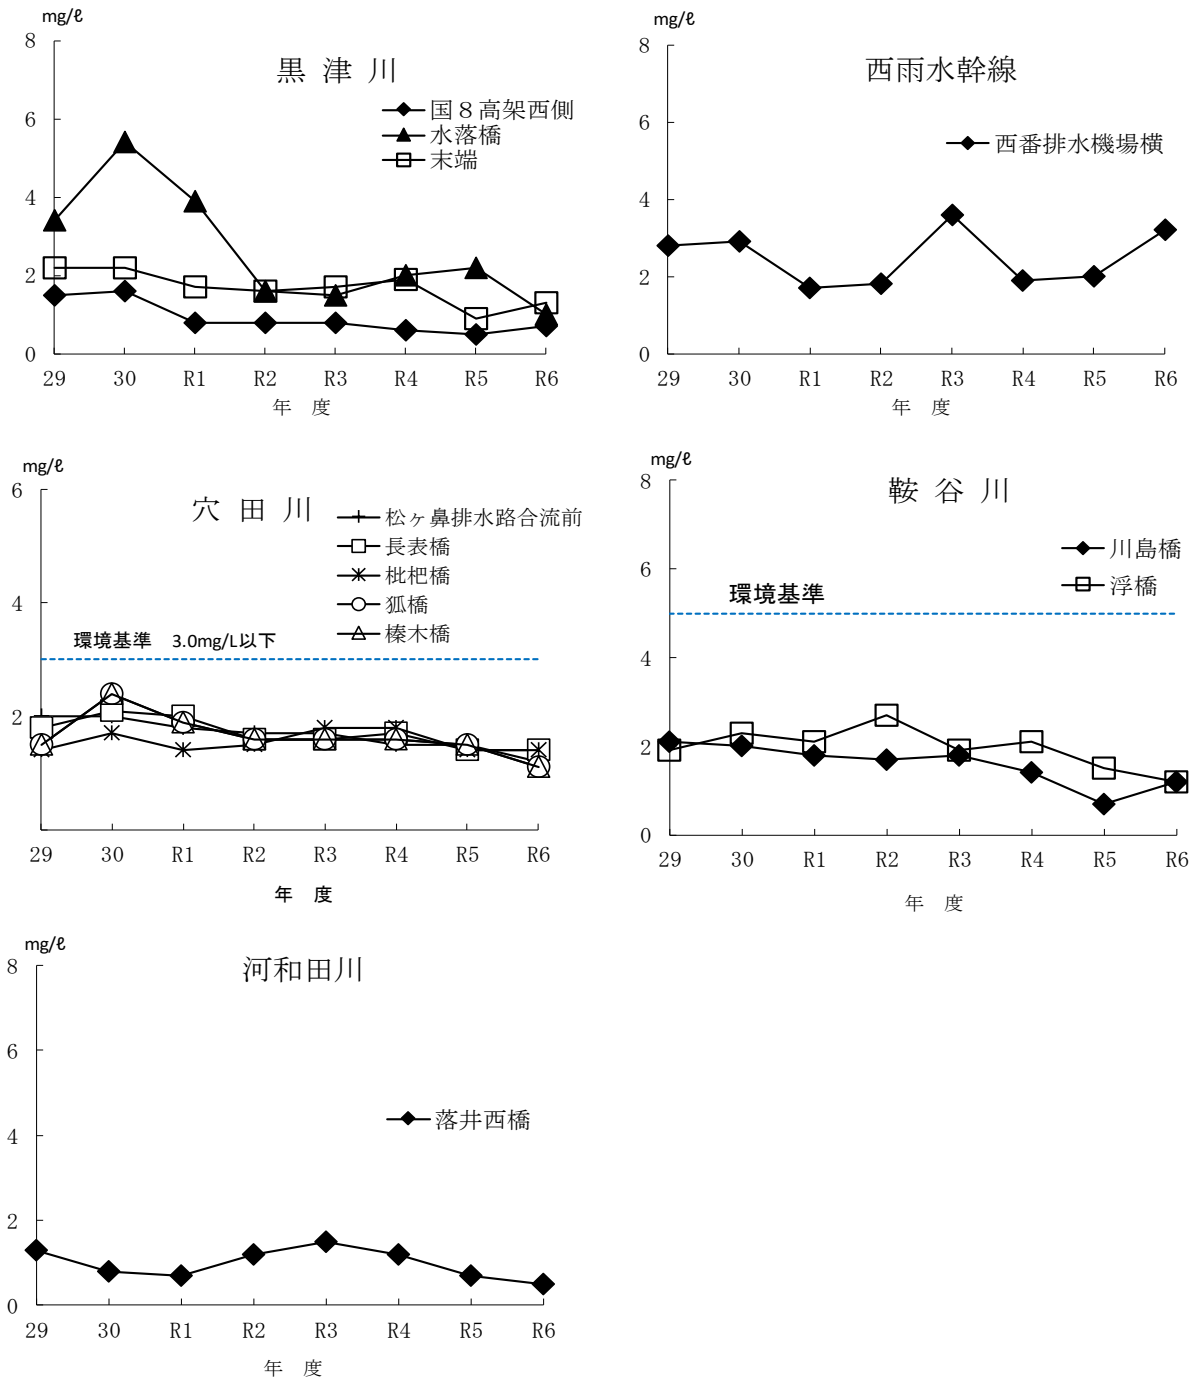 mg/ℓ
黒 津 川
国８高架西側
水落橋
末端
8
6
4
2
0
29 30 R1 R2 R3 R4 R5 R6
年 度
mg/ℓ
西雨水幹線
西番排水機場横
8
6
4
2
0
29 30 R1 R2 R3 R4 R5 R6
年 度
mg/ℓ
穴 田 川
松ヶ鼻排水路合流前
長表橋
枇杷橋
狐橋
榛木橋
環境基準 3.0mg/L以下
6
4
2
29 30 R1 R2 R3 R4 R5 R6
年 度
mg/ℓ
鞍 谷 川
川島橋
浮橋
環境基準
8
6
4
2
0
29 30 R1 R2 R3 R4 R5 R6
年 度
mg/ℓ
河和田川
落井西橋
8
6
4
2
0
29 30 R1 R2 R3 R4 R5 R6
年 度